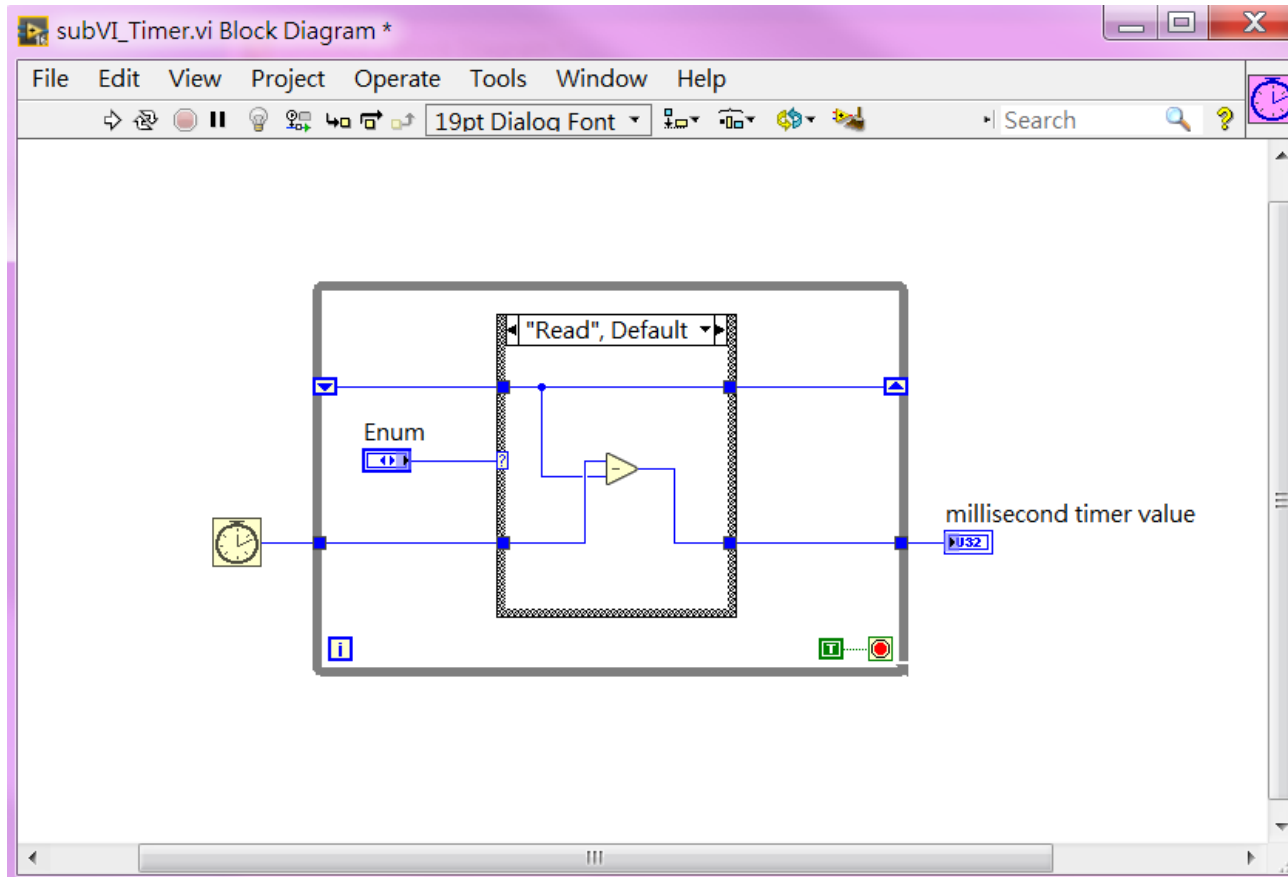 subVI_Timer.vi Block Diagram *
File Edit View Project Operate Tools Window Help
19pt Dialog Font Search
"Read", Default
Enum
?
millisecond timer value
U32
i
T